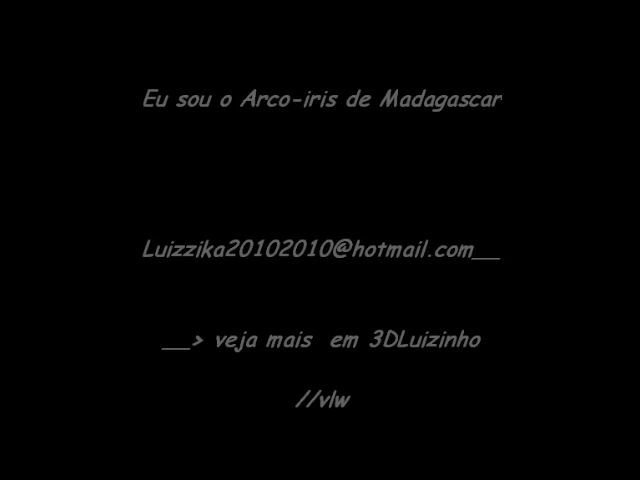 Eu sou o Arco-iris de Madagascar
Luizzika20102010@hotmail.com__
__> veja mais em 3DLuizinho
//vlw